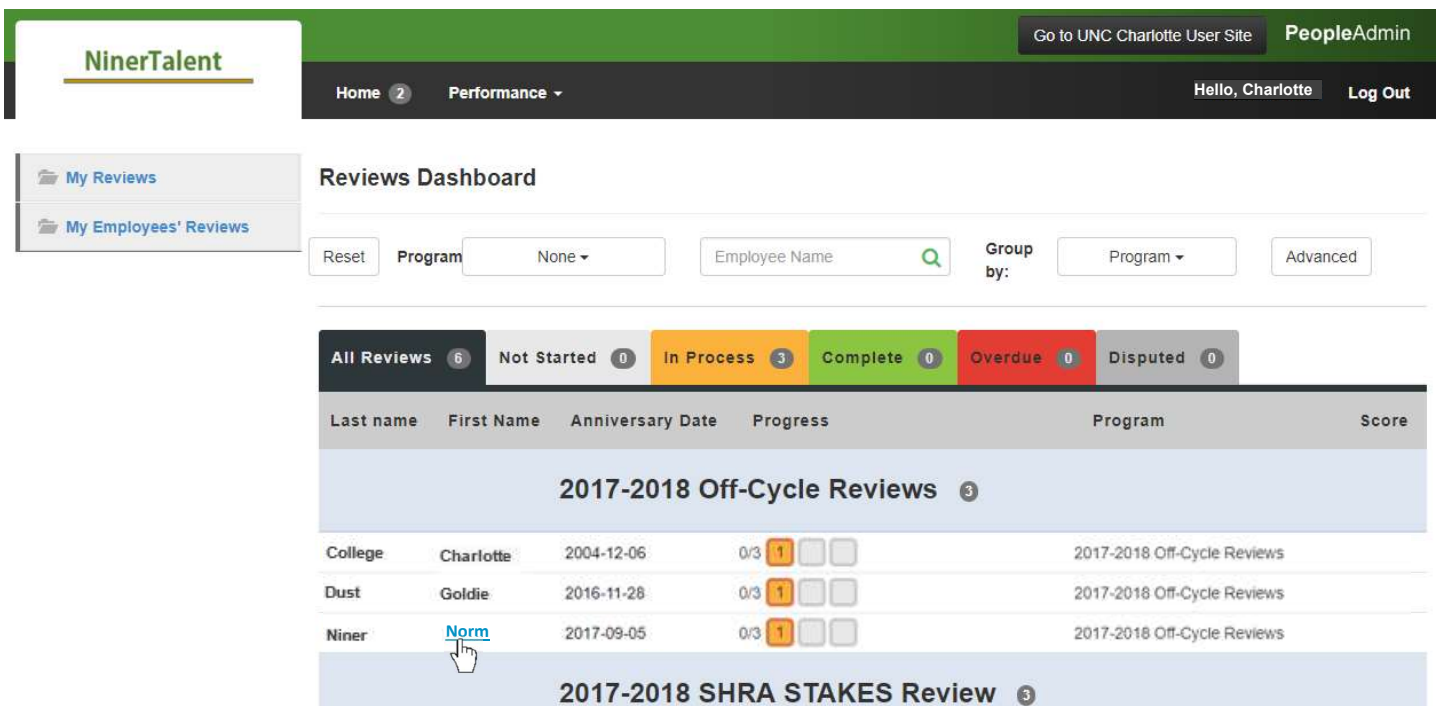 Go to UNC Charlotte User Site PeopleAdmin
NinerTalent
Home 2 Performance Hello, Charlotte Log Out
My Reviews
My Employees' Reviews
Reviews Dashboard
Reset Program None Employee Name Group by: Program Advanced
All Reviews 6 Not Started 0 In Process 3 Complete 0 Overdue 0 Disputed 0
Last name First Name Anniversary Date Progress Program Score
2017-2018 Off-Cycle Reviews 3
College Charlotte 2004-12-06 0/3 1 2017-2018 Off-Cycle Reviews
Dust Goldie 2016-11-28 0/3 1 2017-2018 Off-Cycle Reviews
Niner Norm 2017-09-05 0/3 1 2017-2018 Off-Cycle Reviews
2017-2018 SHRA STAKES Review 3